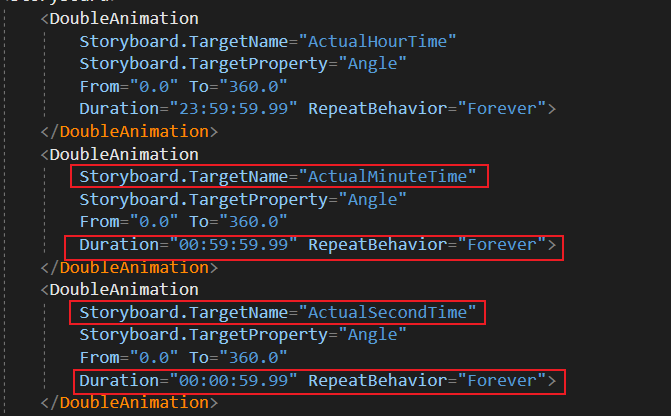 <DoubleAnimation
Storyboard.TargetName="ActualHourTime"
Storyboard.TargetProperty="Angle"
From="0.0" To="360.0"
Duration="23:59:59.99" RepeatBehavior="Forever">
</DoubleAnimation>
<DoubleAnimation
Storyboard.TargetName="ActualMinuteTime"
Storyboard.TargetProperty="Angle"
From="0.0" To="360.0"
Duration="00:59:59.99" RepeatBehavior="Forever">
</DoubleAnimation>
<DoubleAnimation
Storyboard.TargetName="ActualSecondTime"
Storyboard.TargetProperty="Angle"
From="0.0" To="360.0"
Duration="00:00:59.99" RepeatBehavior="Forever">
</DoubleAnimation>